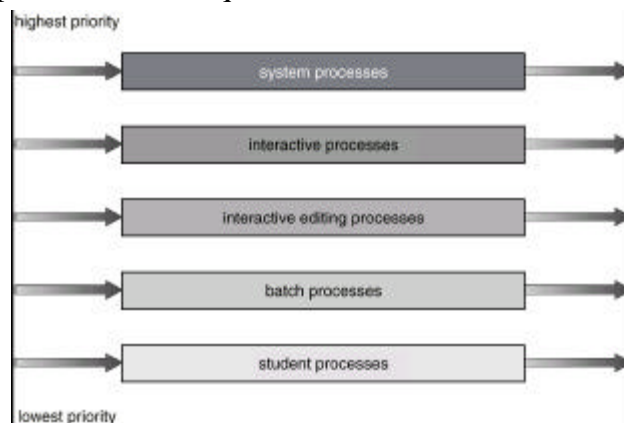 highest priority
system processes
interactive processes
interactive editing processes
batch processes
student processes
lowest priority